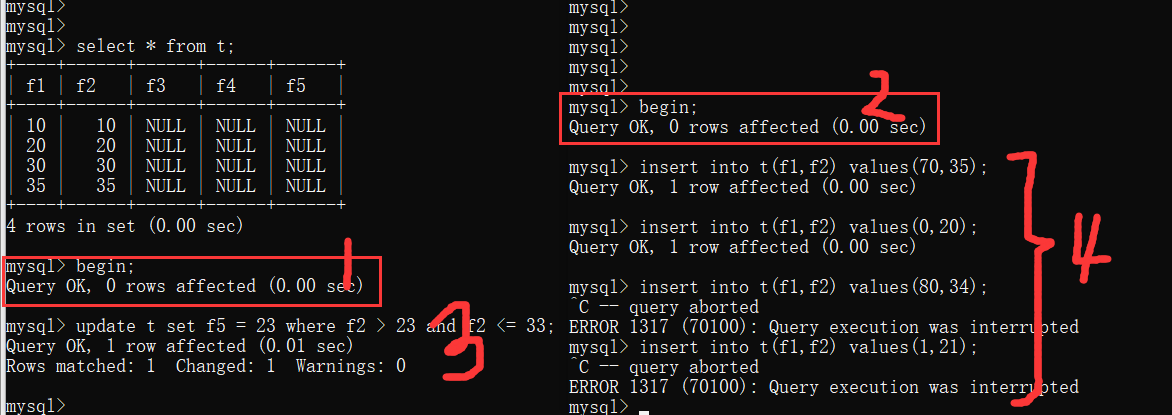 mysql>
mysql>
mysql> select * from t;
+----+------+------+------+------+
| f1 | f2   | f3   | f4   | f5   |
+----+------+------+------+------+
| 10 |   10 | NULL | NULL | NULL |
| 20 |   20 | NULL | NULL | NULL |
| 30 |   30 | NULL | NULL | NULL |
| 35 |   35 | NULL | NULL | NULL |
+----+------+------+------+------+
4 rows in set (0.00 sec)
mysql> begin;
Query OK, 0 rows affected (0.00 sec)
1
mysql> update t set f5 = 23 where f2 > 23 and f2 <= 33;
Query OK, 1 row affected (0.01 sec)
Rows matched: 1  Changed: 1  Warnings: 0
3
mysql>
mysql>
mysql>
mysql>
mysql>
mysql>
mysql> begin;
Query OK, 0 rows affected (0.00 sec)
2
mysql> insert into t(f1,f2) values(70,35);
Query OK, 1 row affected (0.00 sec)
mysql> insert into t(f1,f2) values(0,20);
Query OK, 1 row affected (0.00 sec)
mysql> insert into t(f1,f2) values(80,34);
^C -- query aborted
ERROR 1317 (70100): Query execution was interrupted
mysql> insert into t(f1,f2) values(1,21);
^C -- query aborted
ERROR 1317 (70100): Query execution was interrupted
4
mysql>